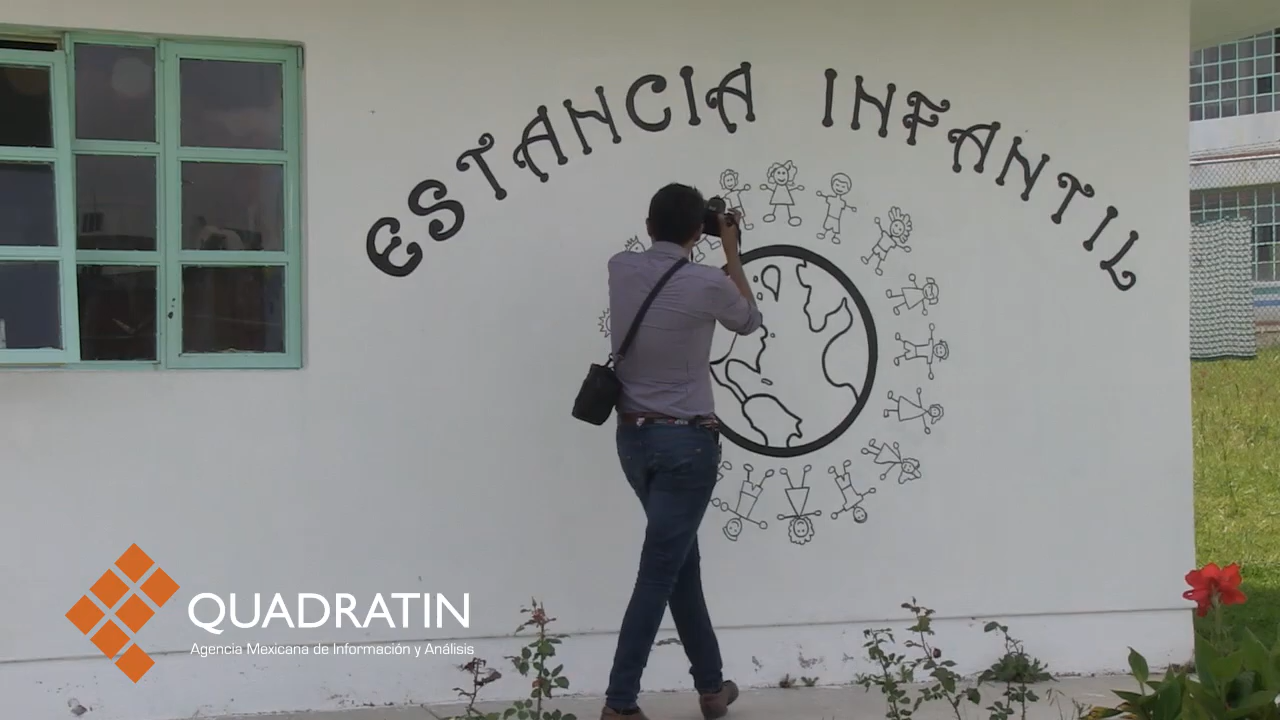 ESTANCIA INFANTIL
QUADRATIN
Agencia Mexicana de Información y Análisis